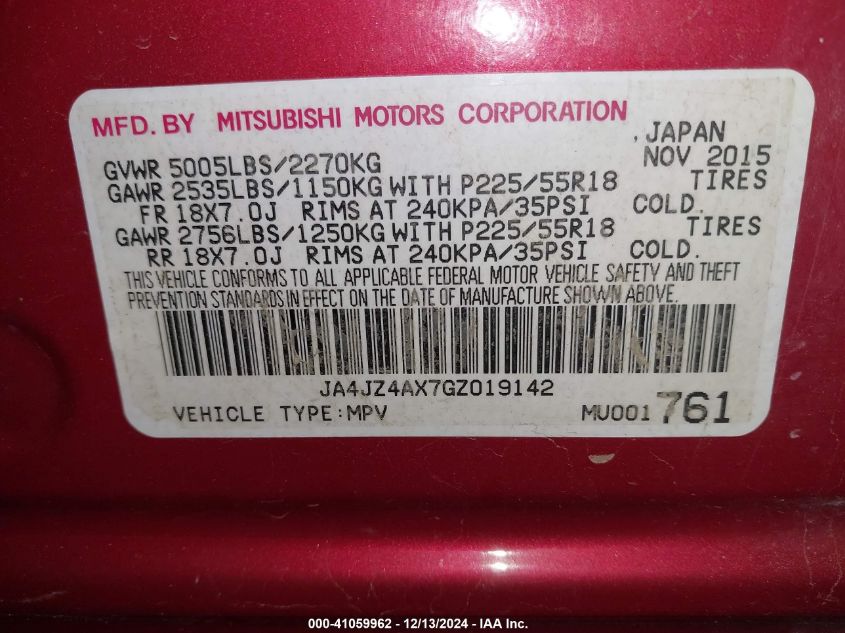 MFD. BY MITSUBISHI MOTORS CORPORATION
, JAPAN
GVWR 5005LBS/2270KG NOV 2015
GAWR 2535LBS/1150KG WITH P225/55R18 TIRES
FR 18X7.0J RIMS AT 240KPA/35PSI COLD.
GAWR 2756LBS/1250KG WITH P225/55R18 TIRES
RR 18X7.0J RIMS AT 240KPA/35PSI COLD.
THIS VEHICLE CONFORMS TO ALL APPLICABLE FEDERAL MOTOR VEHICLE SAFETY AND THEFT
PREVENTION STANDARDS IN EFFECT ON THE DATE OF MANUFACTURE SHOWN ABOVE.
JA4JZ4AX7GZ019142
VEHICLE TYPE:MPV MU001 761
000-41059962 - 12/13/2024 - IAA Inc.